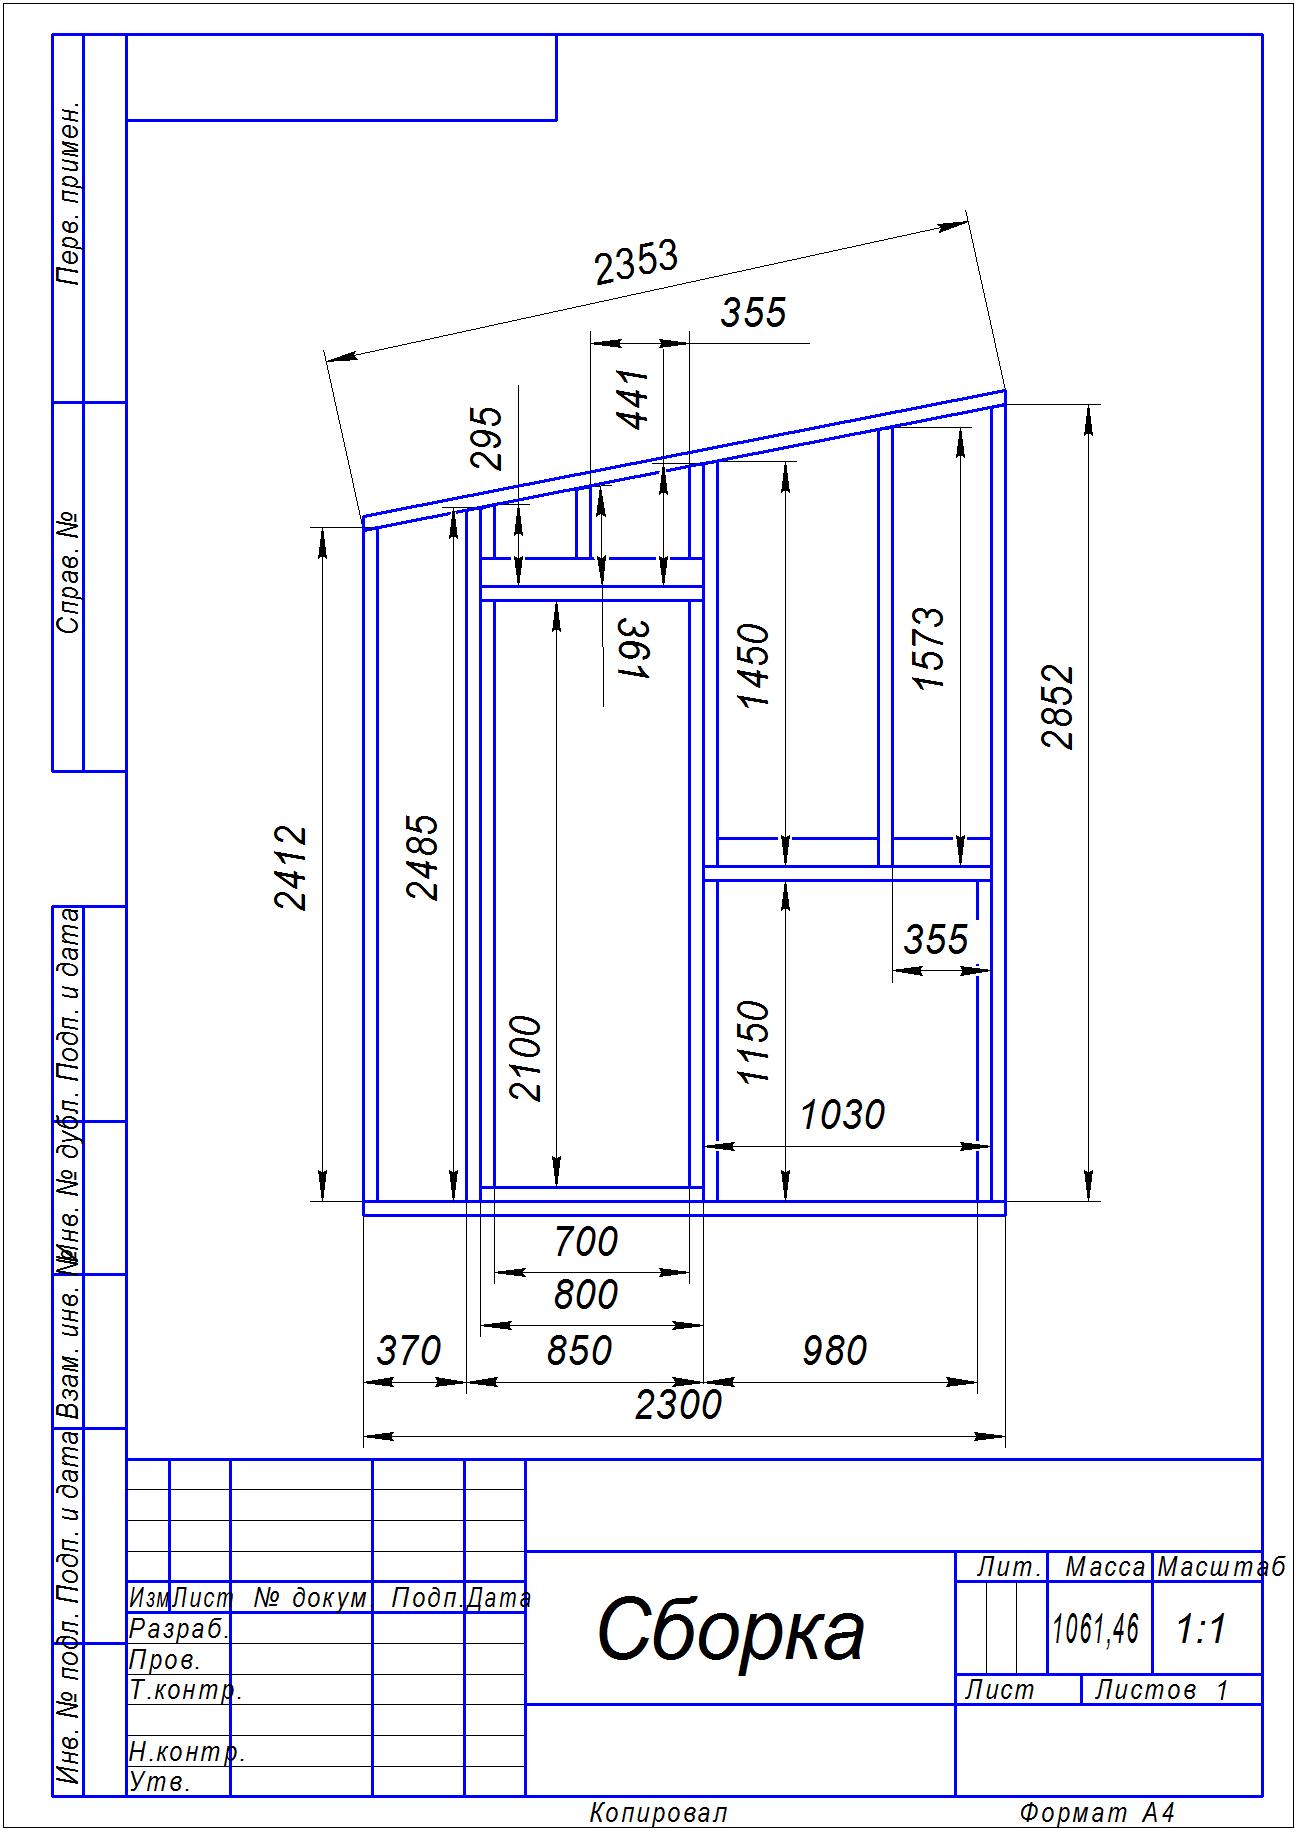 Перв. примен.
Справ. №
Подп. и дата
Инв. № дубл.
Взам. инв. №
Подп. и дата
Инв. № подл.
2353
355
441
295
361
1450
1573
2852
2412
2485
2100
355
1150
1030
700
800
370
850
980
2300
Изм Лист № докум. Подп. Дата
Разраб.
Пров.
Т.контр.
Н.контр.
Утв.
Сборка
Лит. Масса Масштаб
1061,46 1:1
Лист Листов 1
Копировал Формат А4